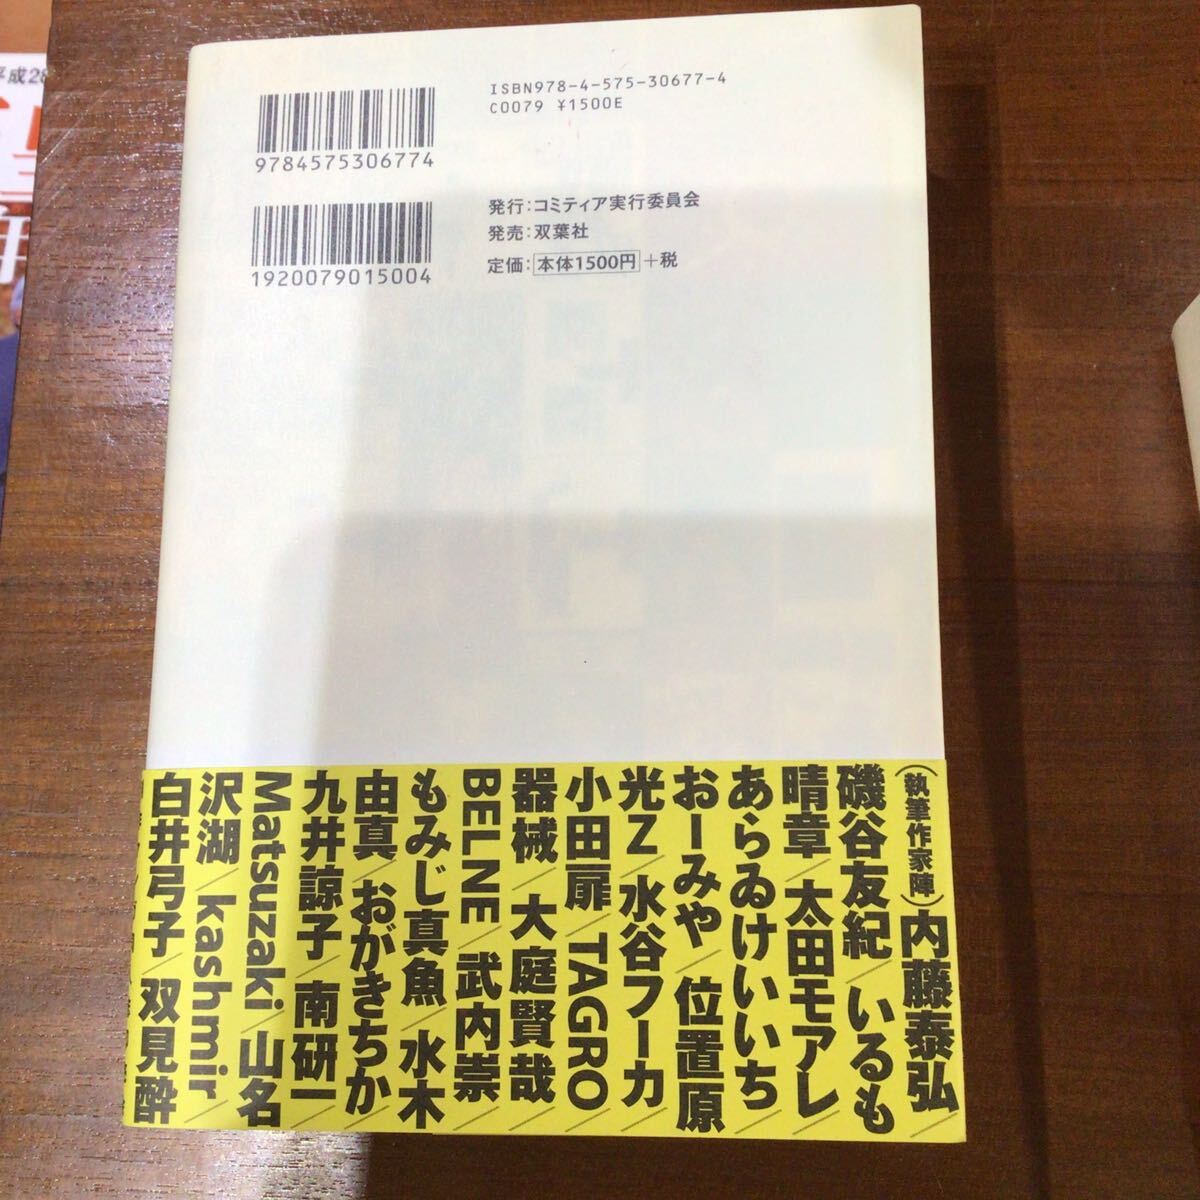 ISBN978-4-575-30677-4
C0079 ¥1500E
9784575306774
1920079015004
発行:コミティア実行委員会
発売:双葉社
定価:本体1500円+税
(執筆作家陣)内藤泰弘/
磯谷友紀/いるも/
晴章/太田モアレ/
あらゐけいいち/
おーみや/位置原
光Z/水谷フーカ/
小田扉/TAGRO/
器械/大庭賢哉/
BELNE/武内崇/
もみじ真魚/水木
由真/おがきちか/
九井諒子/南研一/
Matsuzaki/山名
沢湖/kashmir/
白井弓子/双見酔
平成28